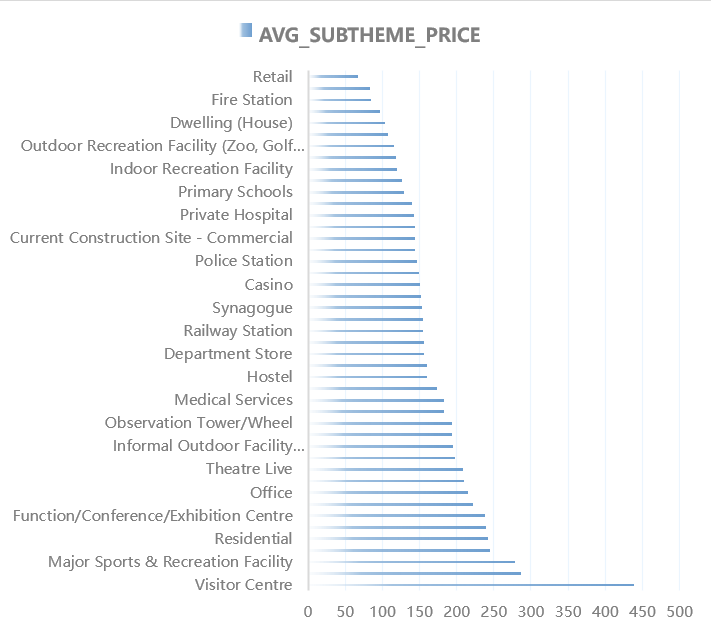 AVG_SUBTHEME_PRICE
Retail
Fire Station
Dwelling (House)
Outdoor Recreation Facility (Zoo, Golf...
Indoor Recreation Facility
Primary Schools
Private Hospital
Current Construction Site - Commercial
Police Station
Casino
Synagogue
Railway Station
Department Store
Hostel
Medical Services
Observation Tower/Wheel
Informal Outdoor Facility...
Theatre Live
Office
Function/Conference/Exhibition Centre
Residential
Major Sports & Recreation Facility
Visitor Centre
0 50 100 150 200 250 300 350 400 450 500